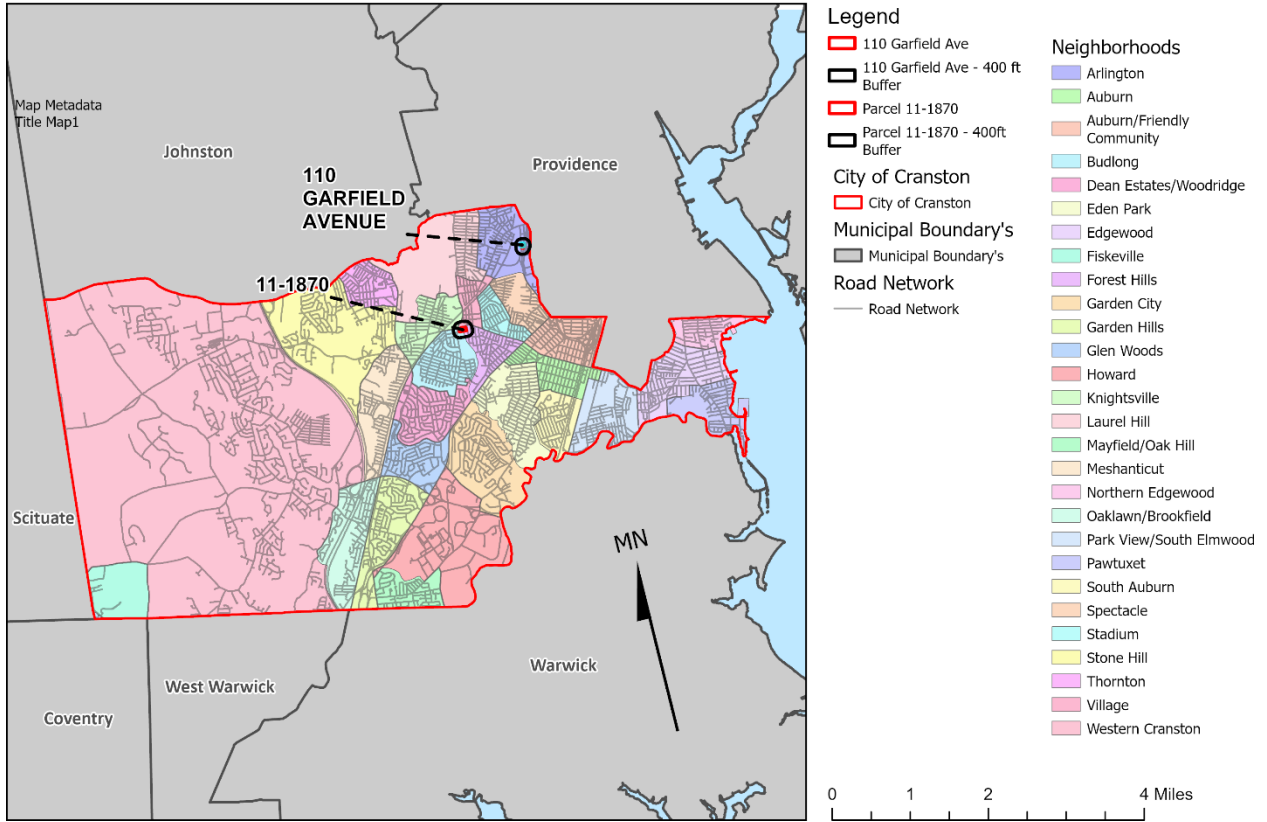 Map Metadata
Title Map1
Johnston
Providence
110
GARFIELD
AVENUE
11-1870
Scituate
MN
Warwick
West Warwick
Coventry
Legend
110 Garfield Ave
110 Garfield Ave - 400 ft
Buffer
Parcel 11-1870
Parcel 11-1870 - 400ft
Buffer
City of Cranston
City of Cranston
Municipal Boundary's
Municipal Boundary's
Road Network
Road Network
Neighborhoods
Arlington
Auburn
Auburn/Friendly
Community
Budlong
Dean Estates/Woodridge
Eden Park
Edgewood
Fiskeville
Forest Hills
Garden City
Garden Hills
Glen Woods
Howard
Knightsville
Laurel Hill
Mayfield/Oak Hill
Meshanticut
Northern Edgewood
Oaklawn/Brookfield
Park View/South Elmwood
Pawtuxet
South Auburn
Spectacle
Stadium
Stone Hill
Thornton
Village
Western Cranston
0 2 4 Miles